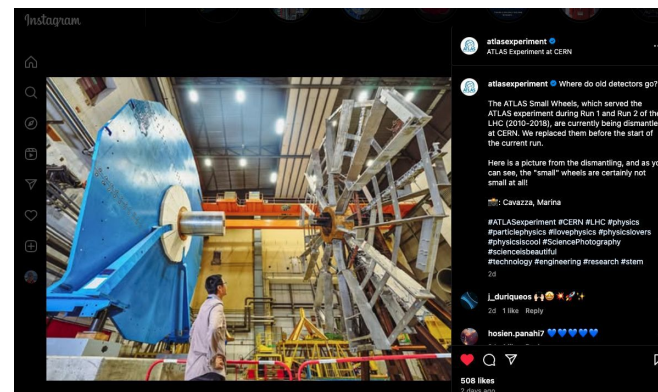 Instagram
atlasexperiment
ATLAS Experiment at CERN
atlasexperiment Where do old detectors go?
The ATLAS Small Wheels, which served the
ATLAS experiment during Run 1 and Run 2 of the
LHC (2010-2018), are currently being dismantle
at CERN. We replaced them before the start of
the current run.
Here is a picture from the dismantling, and as yo
can see, the "small" wheels are certainly not
small at all!
📸: Cavazza, Marina
#ATLASexperiment #CERN #LHC #physics
#particlephysics #ilovephysics #physicslovers
#physicsiscool #SciencePhotography
#scienceisbeautiful
#technology #engineering #research #stem
2d
j_duriqueos
2d 1 like Reply
hosien.panahi7 💙💙💙💙💙
508 likes
2 days ago